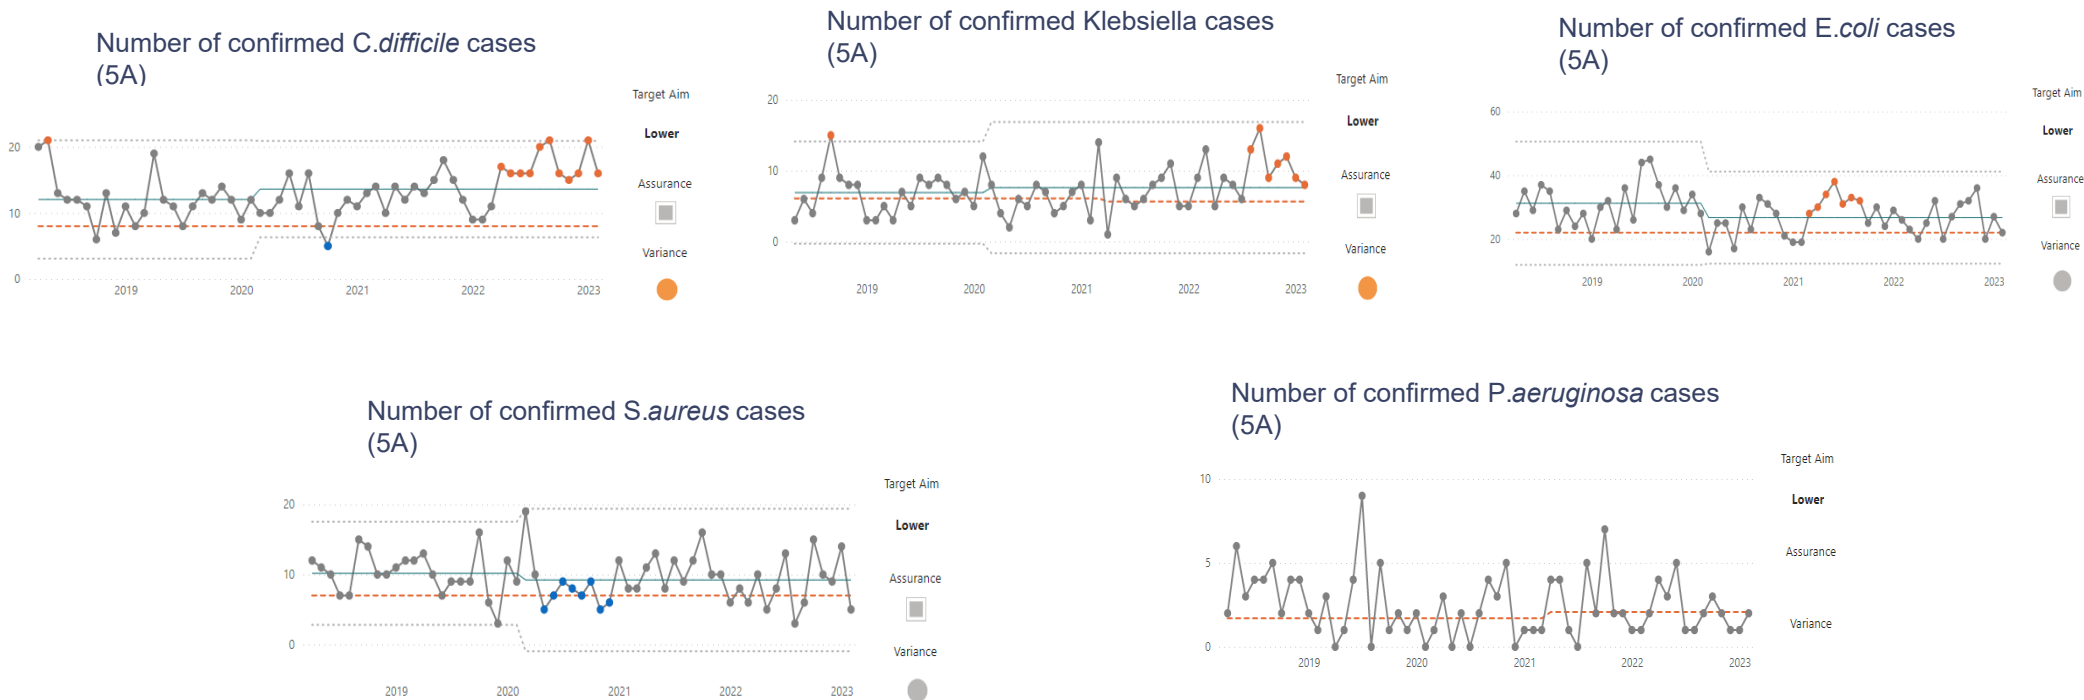 Number of confirmed C.difficile cases
(5A)
Target Aim
Lower
Assurance
Variance
20
10
0
2019
2020
2021
2022
2023
Number of confirmed Klebsiella cases
(5A)
Target Aim
Lower
Assurance
Variance
20
10
0
2019
2020
2021
2022
2023
Number of confirmed E.coli cases
(5A)
Target Aim
Lower
Assurance
Variance
60
40
20
2019
2020
2021
2022
2023
Number of confirmed S.aureus cases
(5A)
Target Aim
Lower
Assurance
Variance
20
10
0
2019
2020
2021
2022
2023
Number of confirmed P.aeruginosa cases
(5A)
Target Aim
Lower
Assurance
Variance
10
5
0
2019
2020
2021
2022
2023